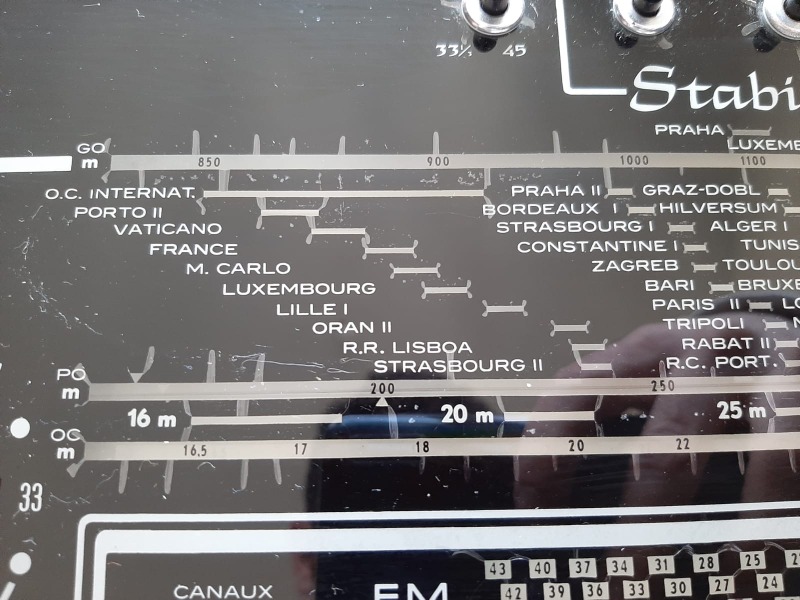 33⅓ 45
Stabi
PRAHA
LUXEMB
GO
m 850 900 1000 1100
O.C. INTERNAT. PRAHA II GRAZ-DOBL
PORTO II BORDEAUX I HILVERSUM
VATICANO STRASBOURG I ALGER I
FRANCE CONSTANTINE I TUNIS
M. CARLO ZAGREB TOULOU
LUXEMBOURG BARI BRUXE
LILLE I PARIS II LO
ORAN II TRIPOLI
R.R. LISBOA RABAT II
STRASBOURG II R.C. PORT.
PO
m 200 250
16 m 20 m 25 m
OC
m 16,5 17 18 20 22
33
43 40 37 34 31 28 25
CANAUX FM 42 39 36 33 30 27 24